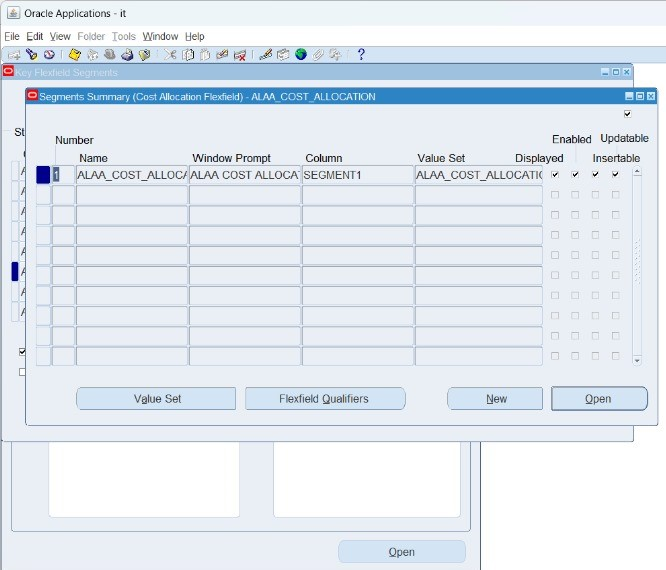 Oracle Applications - it
File Edit View Folder Tools Window Help
Key Flexfield Segments
Segments Summary (Cost Allocation Flexfield) - ALAA_COST_ALLOCATION
St
Number
Enabled Updatable
Name Window Prompt Column Value Set Displayed Insertable
1 ALAA_COST_ALLOCA ALAA COST ALLOCAT SEGMENT1 ALAA_COST_ALLOCATIO
Value Set Flexfield Qualifiers New Open
Open